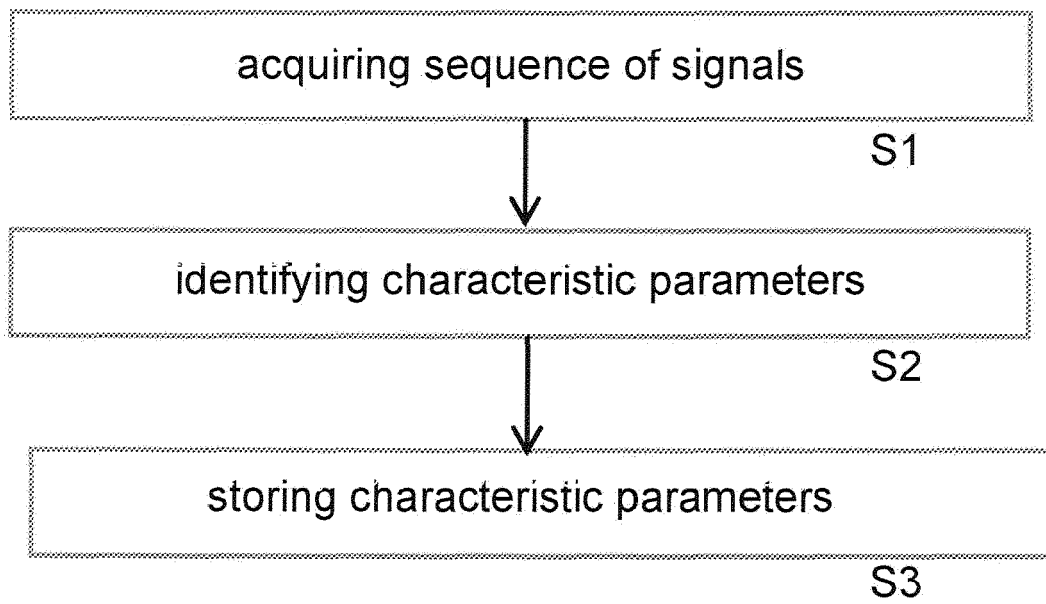 acquiring sequence of signals
S1
identifying characteristic parameters
S2
storing characteristic parameters
S3